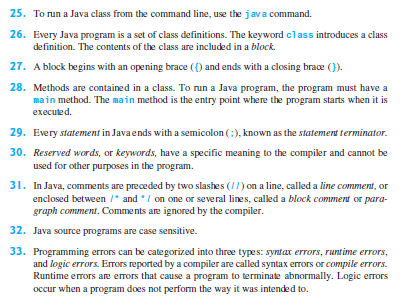 25. To run a Java class from the command line, use the java command.
26. Every Java program is a set of class definitions. The keyword class introduces a class
definition. The contents of the class are included in a block.
27. A block begins with an opening brace ({) and ends with a closing brace (}).
28. Methods are contained in a class. To run a Java program, the program must have a
main method. The main method is the entry point where the program starts when it is
executed.
29. Every statement in Java ends with a semicolon (;), known as the statement terminator.
30. Reserved words, or keywords, have a specific meaning to the compiler and cannot be
used for other purposes in the program.
31. In Java, comments are preceded by two slashes (//) on a line, called a line comment, or
enclosed between /* and */ on one or several lines, called a block comment or para-
graph comment. Comments are ignored by the compiler.
32. Java source programs are case sensitive.
33. Programming errors can be categorized into three types: syntax errors, runtime errors,
and logic errors. Errors reported by a compiler are called syntax errors or compile errors.
Runtime errors are errors that cause a program to terminate abnormally. Logic errors
occur when a program does not perform the way it was intended to.